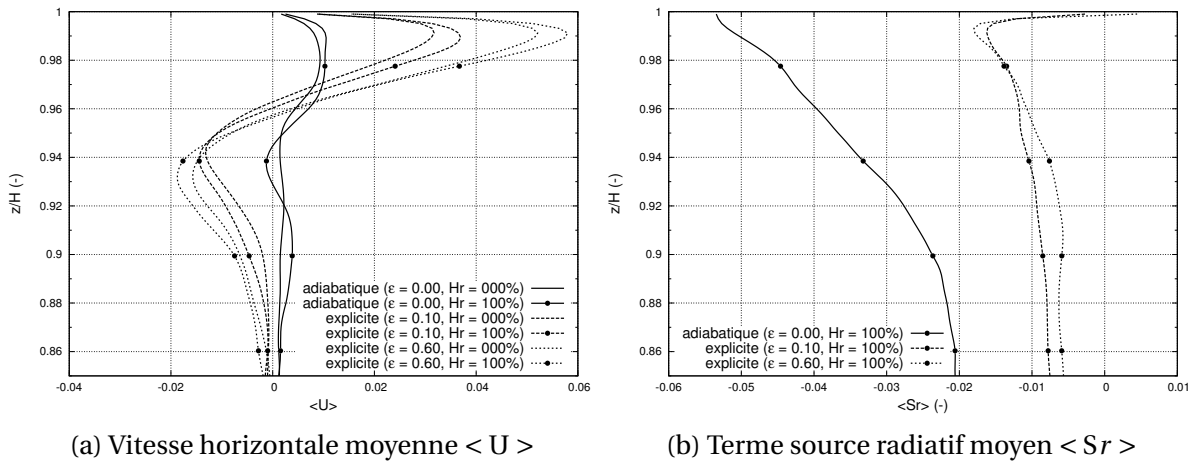 z/H (-)
1
0.98
0.96
0.94
0.92
0.9
0.88
0.86
-0.04
-0.02
0
0.02
0.04
0.06
<U>
adiabatique (ε = 0.00, Hr = 000%)
adiabatique (ε = 0.00, Hr = 100%)
explicite (ε = 0.10, Hr = 000%)
explicite (ε = 0.10, Hr = 100%)
explicite (ε = 0.60, Hr = 000%)
explicite (ε = 0.60, Hr = 100%)
(a) Vitesse horizontale moyenne < U >
z/H (-)
1
0.98
0.96
0.94
0.92
0.9
0.88
0.86
-0.06
-0.05
-0.04
-0.03
-0.02
-0.01
0
0.01
<Sr> (-)
adiabatique (ε = 0.00, Hr = 100%)
explicite (ε = 0.10, Hr = 100%)
explicite (ε = 0.60, Hr = 100%)
(b) Terme source radiatif moyen < Sr >